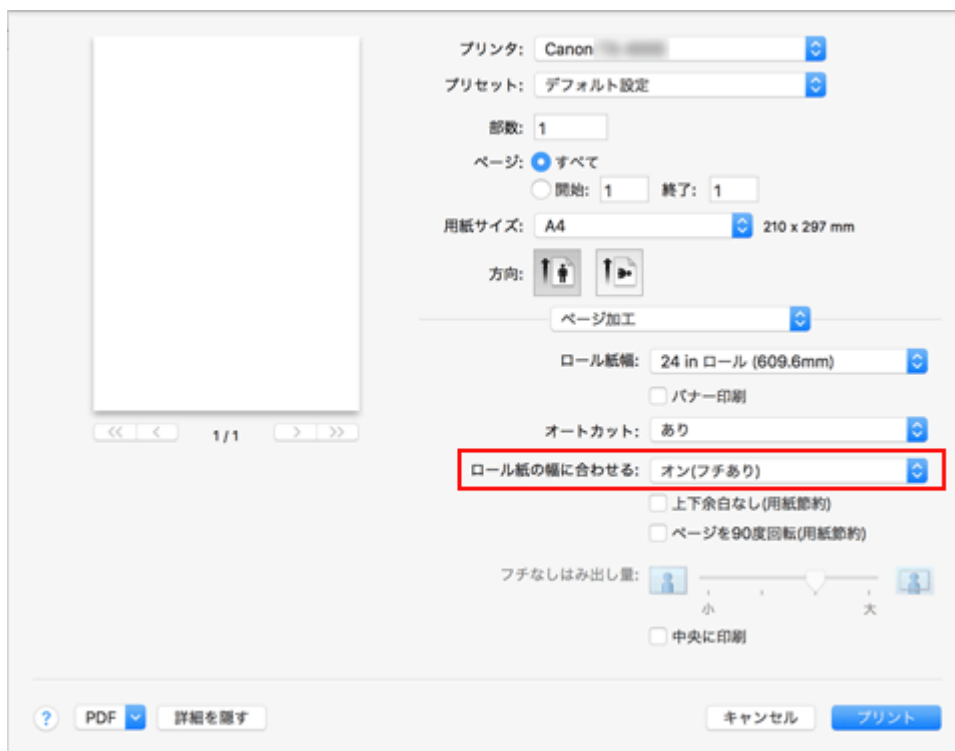 プリンタ: Canon
プリセット: デフォルト設定
部数: 1
ページ: すべて
開始: 1 終了: 1
用紙サイズ: A4 210 x 297 mm
方向:
ページ加工
ロール紙幅: 24 in ロール (609.6mm)
バナー印刷
<< < 1 / 1 > >>
オートカット: あり
ロール紙の幅に合わせる: オン(フチあり)
上下余白なし(用紙節約)
ページを90度回転(用紙節約)
フチなしはみ出し量:
小 大
中央に印刷
? PDF 詳細を隠す キャンセル プリント